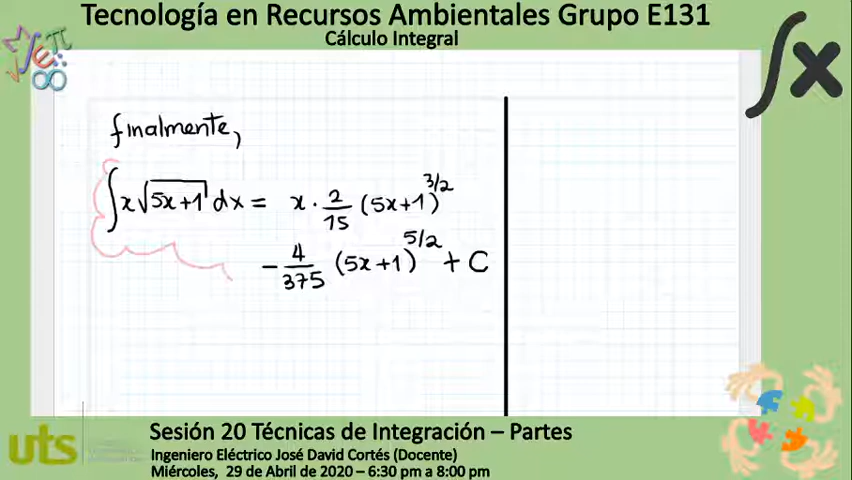 Tecnología en Recursos Ambientales Grupo E131
Cálculo Integral
∫x
finalmente,
∫x√(5x+1) dx = x · 2/15 (5x+1)^3/2
− 4/375 (5x+1)^5/2 + C
uts
Sesión 20 Técnicas de Integración – Partes
Ingeniero Eléctrico José David Cortés (Docente)
Miércoles, 29 de Abril de 2020 – 6:30 pm a 8:00 pm